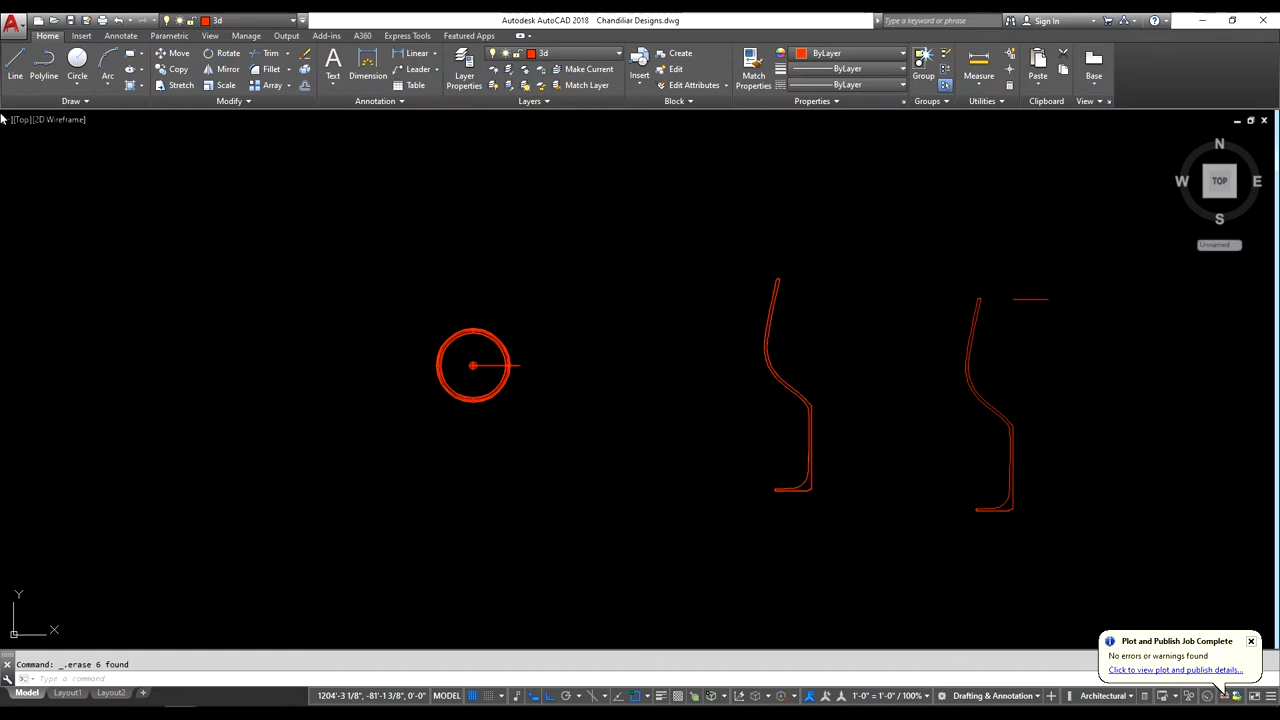 3d
Autodesk AutoCAD 2018 Chandiliar Designs.dwg
Type a keyword or phrase
Sign In
Home Insert Annotate Parametric View Manage Output Add-ins A360 Express Tools Featured Apps
Line Polyline Circle Arc
Move Rotate Trim
Copy Mirror Fillet
Stretch Scale Array
Text Dimension
Linear
Leader
Table
Layer Properties
3d
Make Current
Match Layer
Insert
Create
Edit
Edit Attributes
Match Properties
ByLayer
ByLayer
ByLayer
Group
Measure
Paste
Base
Draw Modify Annotation Layers Block Properties Groups Utilities Clipboard View
][Top][2D Wireframe]
N
W TOP E
S
Unnamed
Y
X
Plot and Publish Job Complete
No errors or warnings found
Click to view plot and publish details...
Command: _.erase 6 found
Type a command
Model Layout1 Layout2 +
1204'-3 1/8", -81'-1 3/8", 0'-0" MODEL 1'-0" = 1'-0" / 100% Drafting & Annotation Architectural